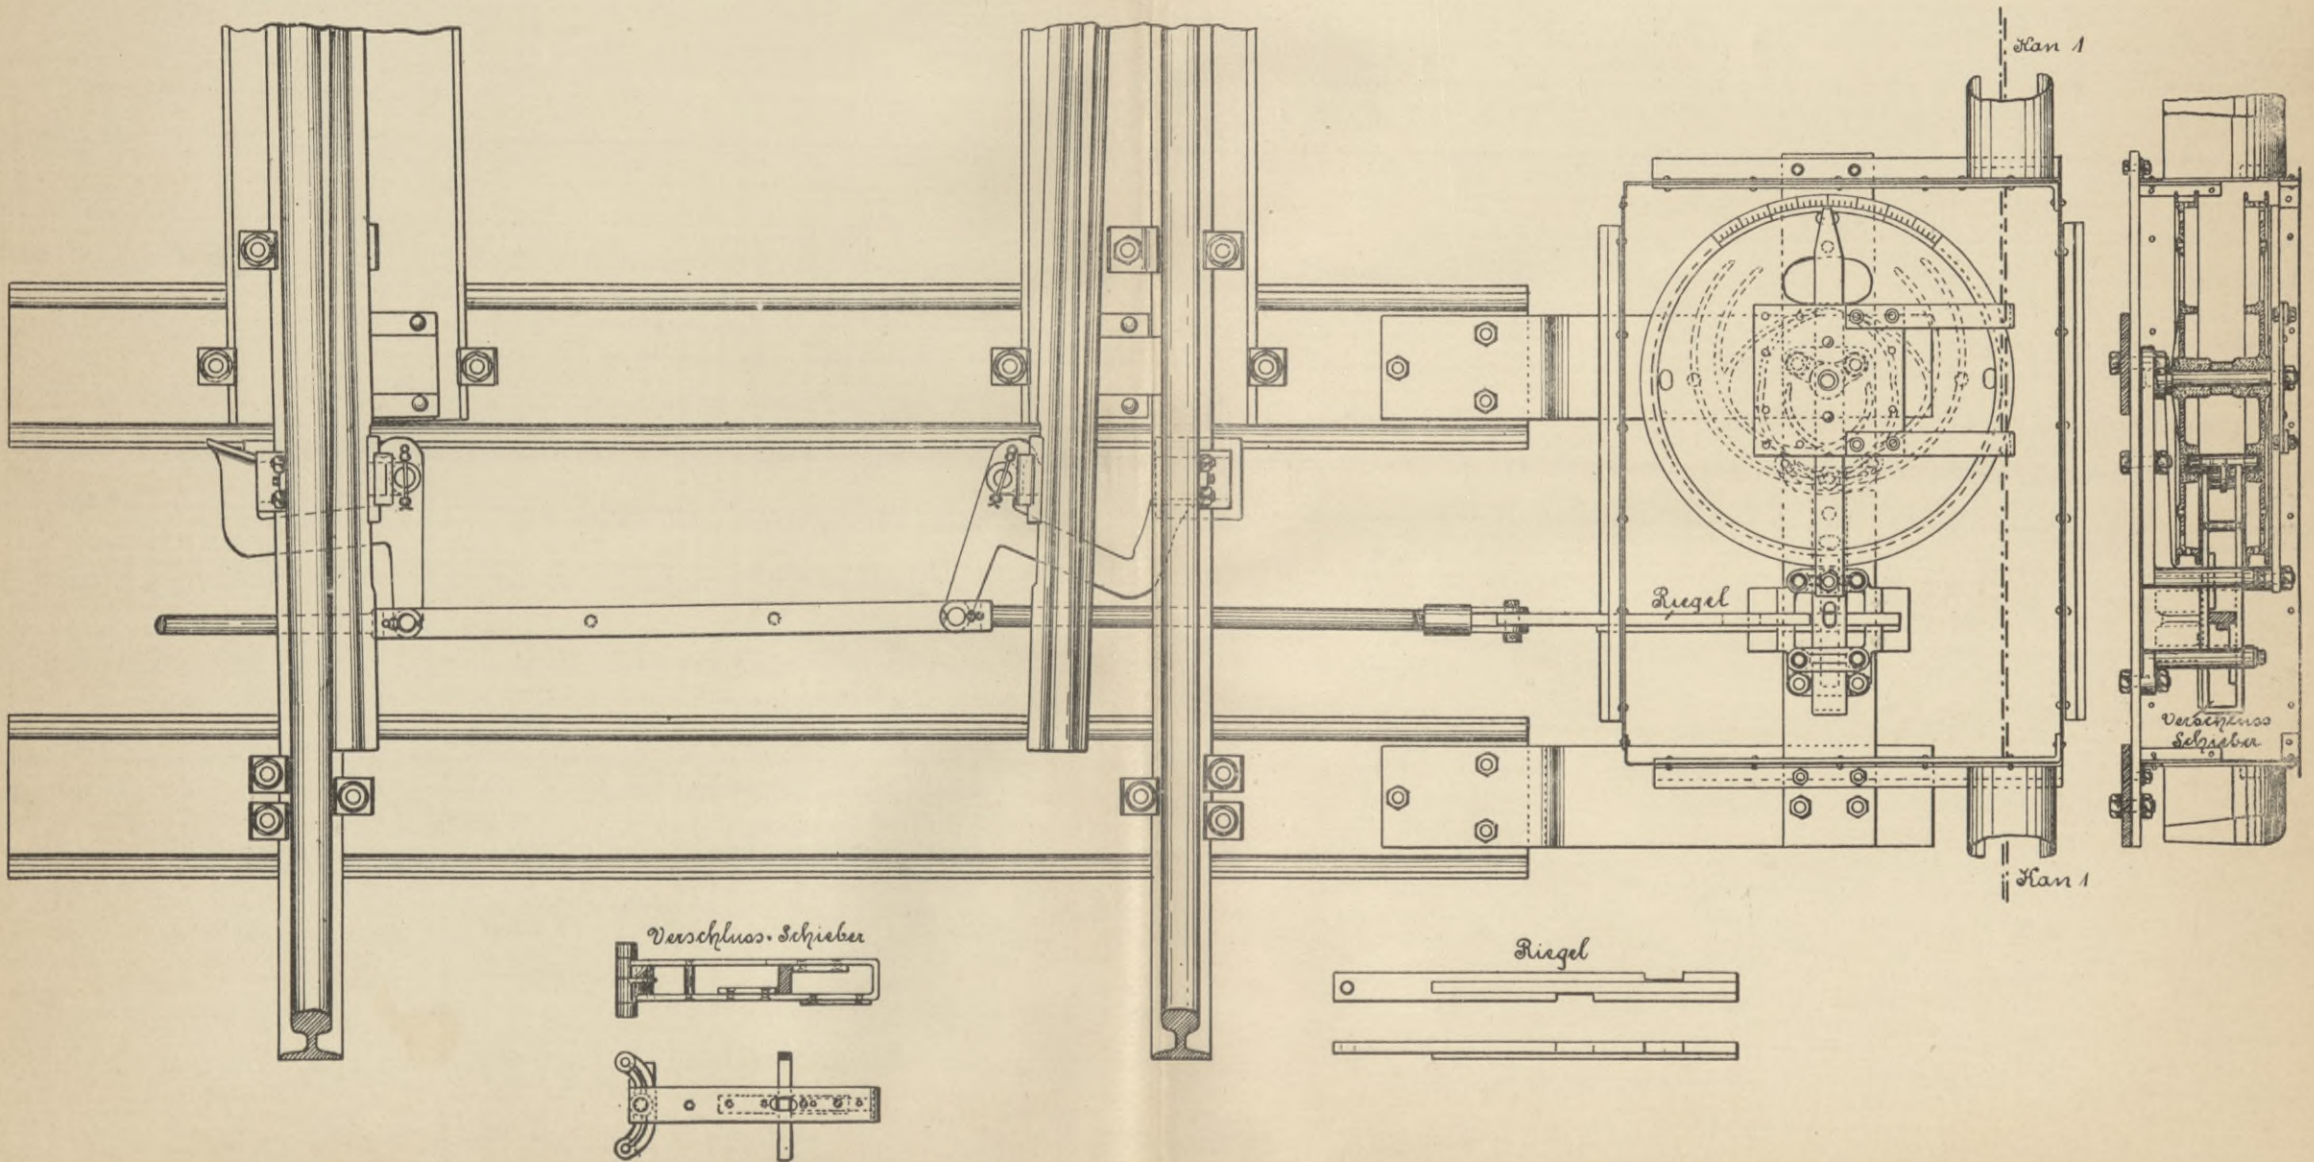 Kan 1
Riegel
Verschluss
Schieber
Kan 1
Verschluss-Schieber
Riegel